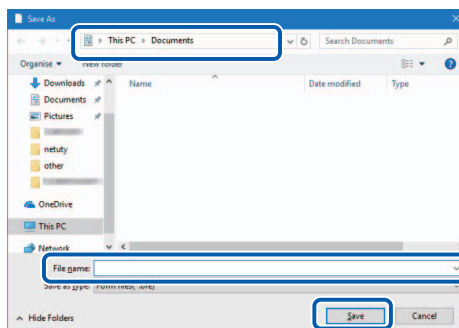 Save As
This PC > Documents
Search Documents
Organise
New folder
Downloads
Documents
Pictures
netuty
other
OneDrive
This PC
Network
Name
Date modified
Type
File name:
Save as type:
Hide Folders
Save
Cancel